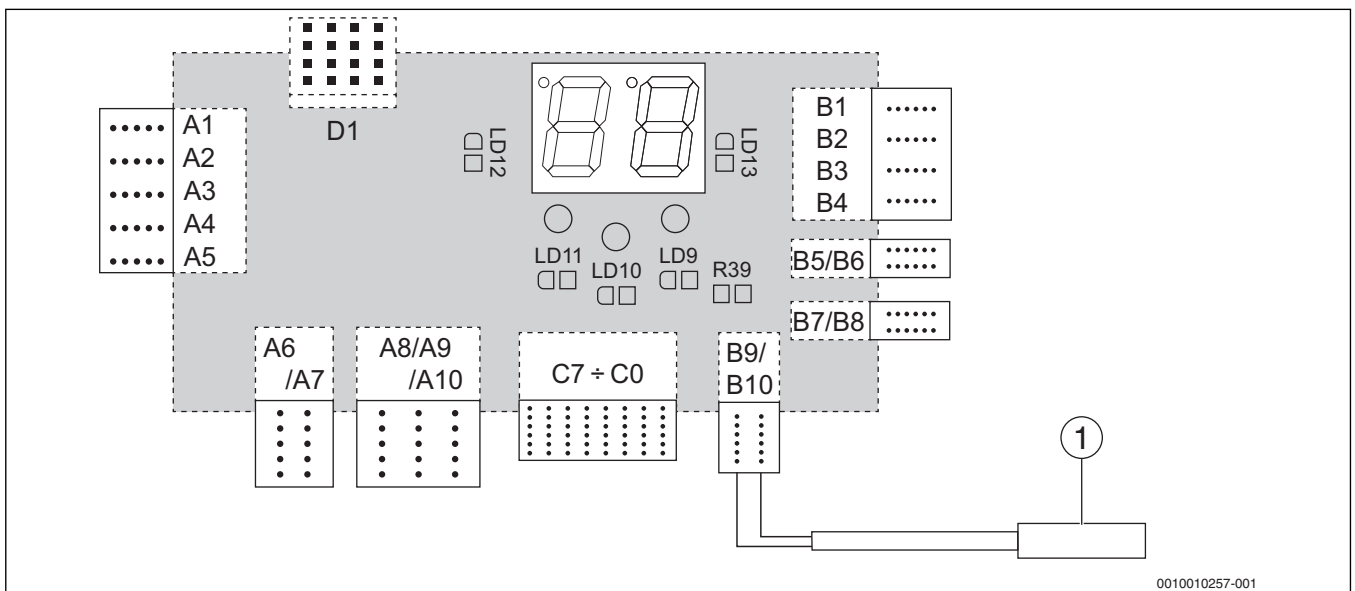 D1
A1
A2
A3
A4
A5
LD12
LD13
B1
B2
B3
B4
B5/B6
B7/B8
LD11
LD10
LD9
R39
A6
/A7
A8/A9
/A10
C7 ÷ C0
B9/
B10
1
0010010257-001